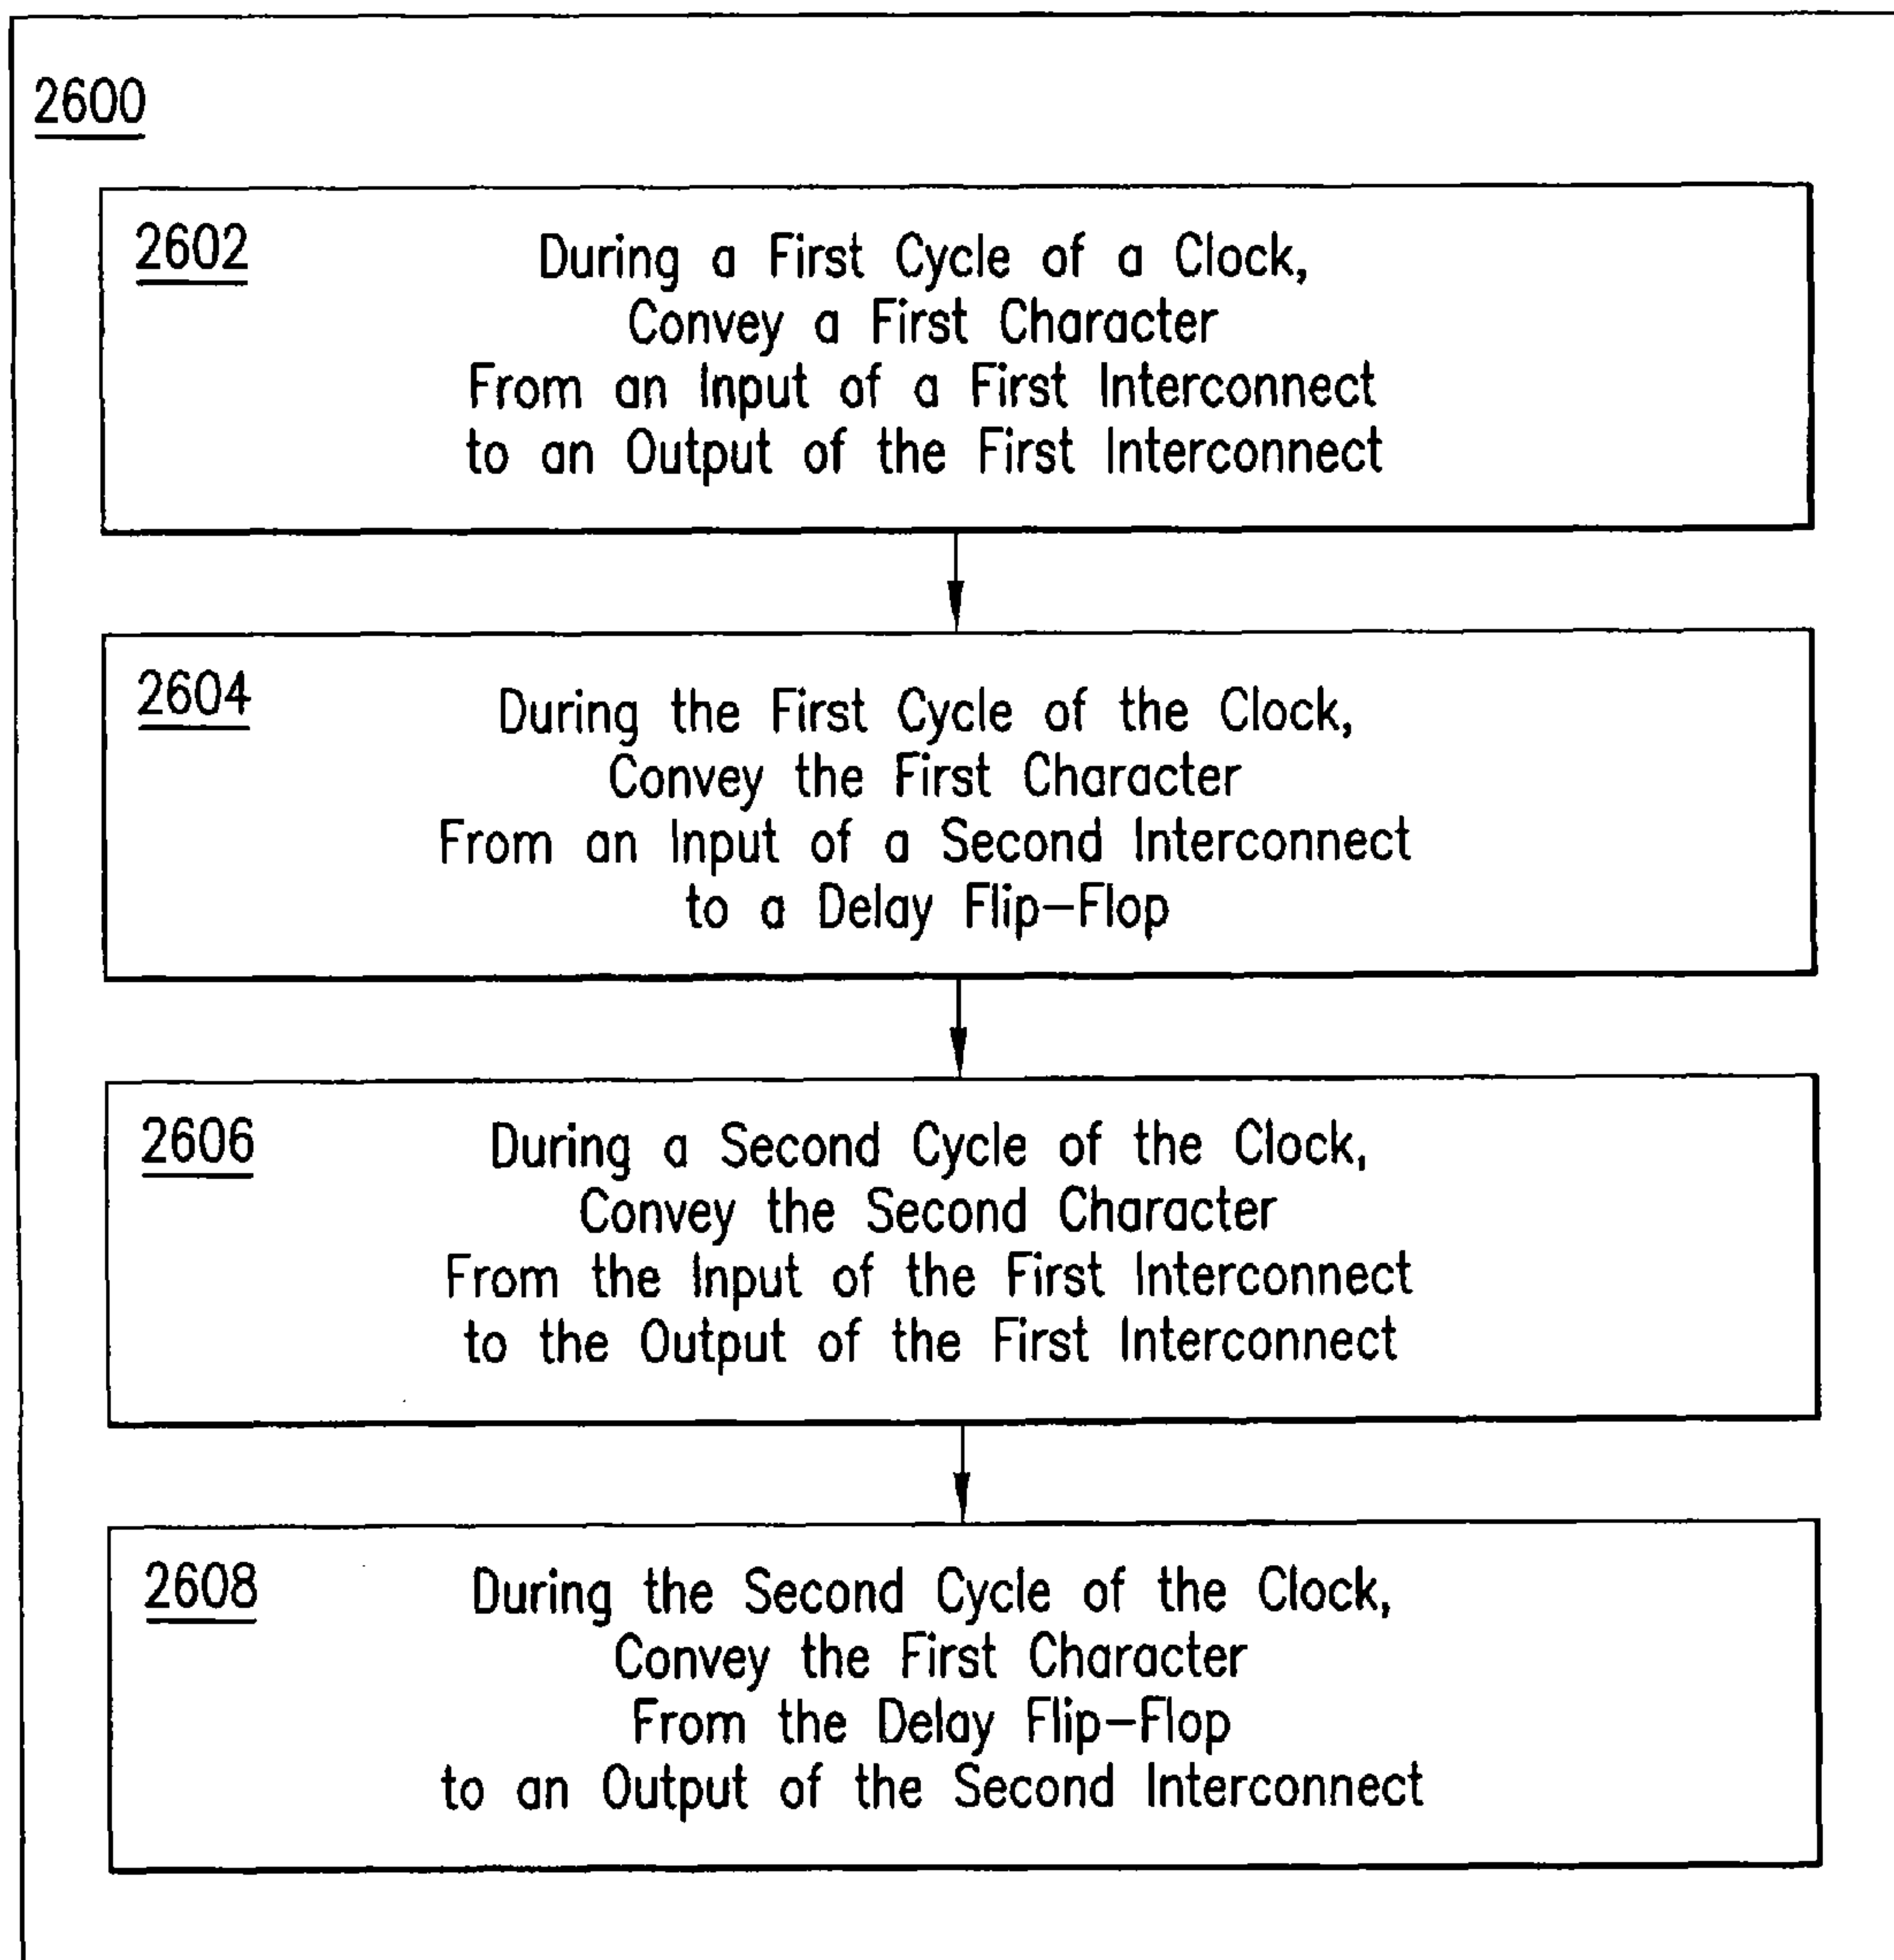 2600
2602
During a First Cycle of a Clock,
Convey a First Character
From an Input of a First Interconnect
to an Output of the First Interconnect
2604
During the First Cycle of the Clock,
Convey the First Character
From an Input of a Second Interconnect
to a Delay Flip-Flop
2606
During a Second Cycle of the Clock,
Convey the Second Character
From the Input of the First Interconnect
to the Output of the First Interconnect
2608
During the Second Cycle of the Clock,
Convey the First Character
From the Delay Flip-Flop
to an Output of the Second Interconnect